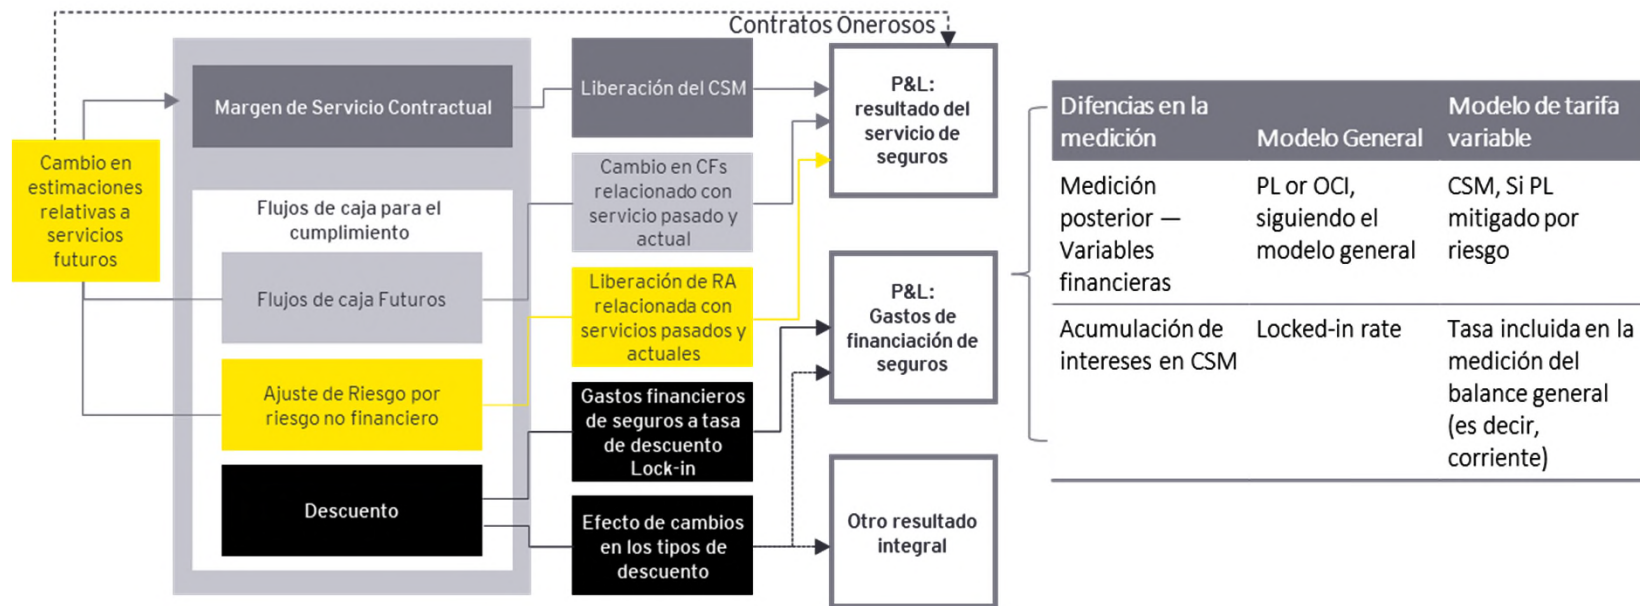 Contratos Onerosos
Cambio en
estimaciones
relativas a
servicios
futuros
Margen de Servicio Contractual
Flujos de caja para el
cumplimiento
Flujos de caja Futuros
Ajuste de Riesgo por
riesgo no financiero
Descuento
Liberación del CSM
Cambio en CFs
relacionado con
servicio pasado y
actual
Liberación de RA
relacionada con
servicios pasados y
actuales
Gastos financieros
de seguros a tasa
de descuento
Lock-in
Efecto de cambios
en los tipos de
descuento
P&L:
resultado del
servicio de
seguros
P&L:
Gastos de
financiación de
seguros
Otro resultado
integral
Difencias en la
medición
Modelo General
Modelo de tarifa
variable
Medición
posterior —
Variables
financieras
PL or OCI,
siguiendo el
modelo general
CSM, Si PL
mitigado por
riesgo
Acumulación de
intereses en CSM
Locked-in rate
Tasa incluida en la
medición del
balance general
(es decir,
corriente)